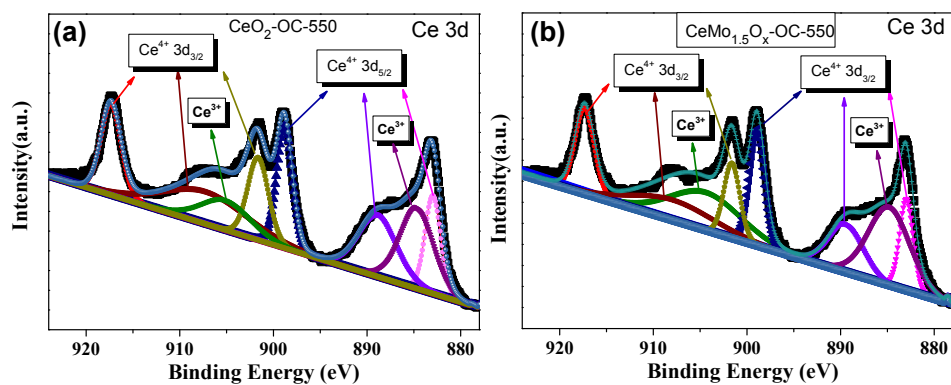 (a)
CeO₂-OC-550
Ce 3d
Ce⁴⁺ 3d₃/₂
Ce⁴⁺ 3d₅/₂
Ce³⁺
Ce³⁺
Intensity(a.u.)
920 910 900 890 880
Binding Energy (eV)
(b)
CeMo₁.₅Oₓ-OC-550
Ce 3d
Ce⁴⁺ 3d₃/₂
Ce⁴⁺ 3d₃/₂
Ce³⁺
Ce³⁺
Intensity(a.u.)
920 910 900 890 880
Binding Energy (eV)